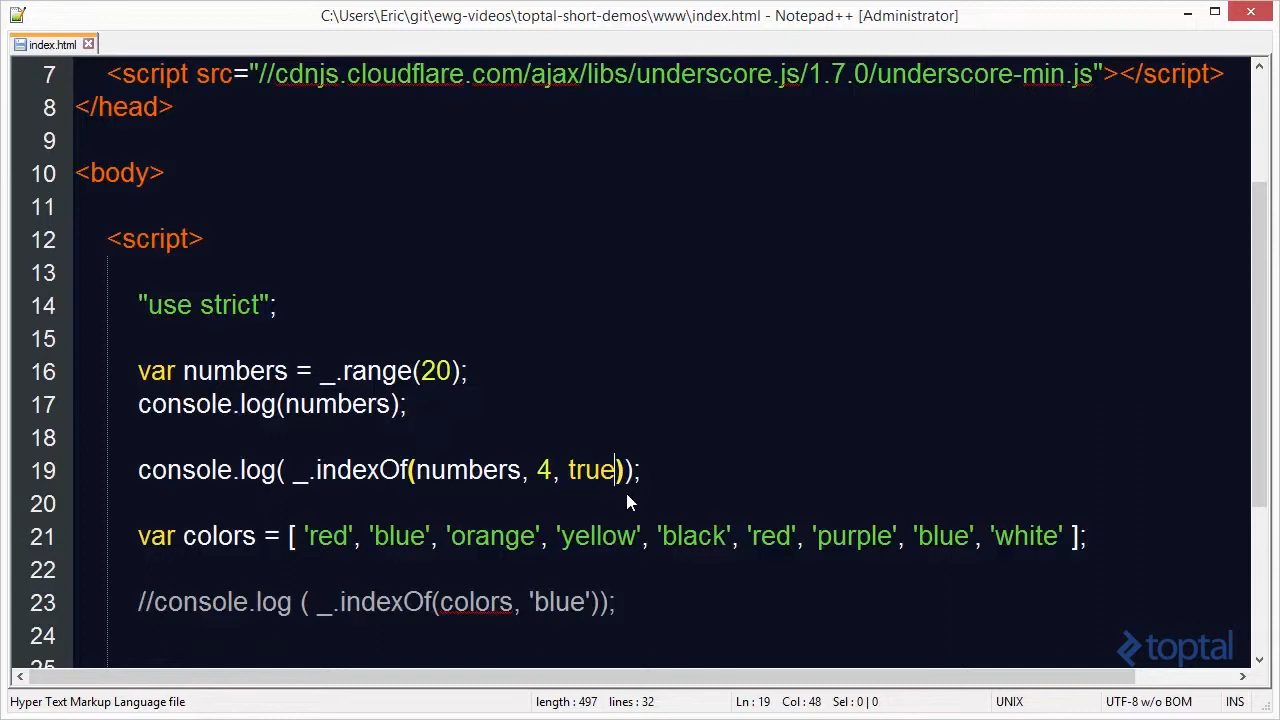 C:\Users\Eric\git\ewg-videos\toptal-short-demos\www\index.html - Notepad++ [Administrator]
index.html
7 <script src="//cdnjs.cloudflare.com/ajax/libs/underscore.js/1.7.0/underscore-min.js"></script>
8 </head>
9
10 <body>
11
12 <script>
13
14 "use strict";
15
16 var numbers = _.range(20);
17 console.log(numbers);
18
19 console.log( _.indexOf(numbers, 4, true));
20
21 var colors = [ 'red', 'blue', 'orange', 'yellow', 'black', 'red', 'purple', 'blue', 'white' ];
22
23 //console.log ( _.indexOf(colors, 'blue'));
24
25
toptal
Hyper Text Markup Language file length : 497 lines : 32 Ln : 19 Col : 48 Sel : 0 | 0 UNIX UTF-8 w/o BOM INS